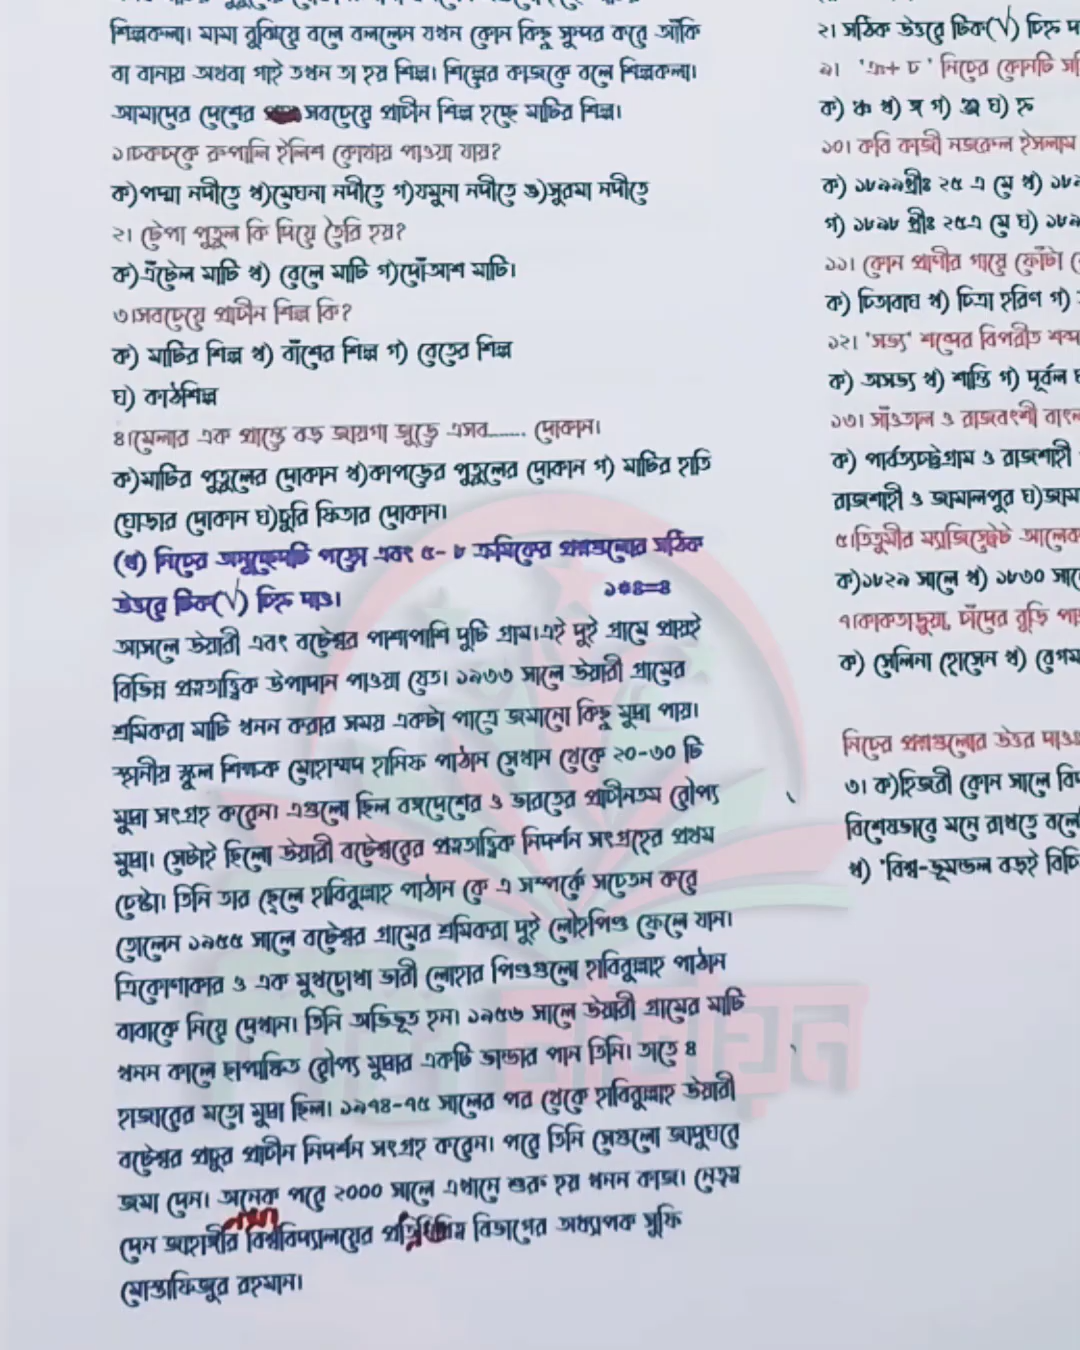 শিল্পকলা। মামা বুঝিয়ে বলে বললেন যখন কোন কিছু সুন্দর করে আঁকি
বা বানায় অথবা গাই তখন তা হয় শিল্প। শিল্পের কাজকে বলে শিল্পকলা।
আমাদের দেশের সবচেয়ে প্রাচীন শিল্প হচ্ছে মাটির শিল্প।
১।চকচকে রুপালি ইলিশ কোথায় পাওয়া যায়?
ক)পদ্মা নদীতে খ)মেঘনা নদীতে গ)যমুনা নদীতে ঙ)সুরমা নদীতে
২। টেপা পুতুল কি দিয়ে তৈরি হয়?
ক)এঁটেল মাটি খ) বেলে মাটি গ)দোঁআশ মাটি।
৩।সবচেয়ে প্রাচীন শিল্প কি?
ক) মাটির শিল্প খ) বাঁশের শিল্প গ) বেতের শিল্প
ঘ) কাঠশিল্প
৪।মেলার এক প্রান্তে বড় জায়গা জুড়ে এসব....... দোকান।
ক)মাটির পুতুলের দোকান খ)কাপড়ের পুতুলের দোকান গ) মাটির হাতি
ঘোড়ার দোকান ঘ)চুরি ফিতার দোকান।
(খ) নিচের অনুচ্ছেদটি পড়ো এবং ৫-৮ ক্রমিকের প্রশ্নগুলোর সঠিক
উত্তরে টিক(√) চিহ্ন দাও। ১*৪=৪
আসলে উয়ারী এবং বটেশ্বর পাশাপাশি দুটি গ্রাম।এই দুই গ্রামে প্রায়ই
বিভিন্ন প্রত্নতাত্ত্বিক উপাদান পাওয়া যেত। ১৯৩৩ সালে উয়ারী গ্রামের
শ্রমিকরা মাটি খনন করার সময় একটা পাত্রে জমানো কিছু মুদ্রা পায়।
স্থানীয় স্কুল শিক্ষক মোহাম্মদ হানিফ পাঠান সেখান থেকে ২০-৩০ টি
মুদ্রা সংগ্রহ করেন। এগুলো ছিল বঙ্গদেশের ও ভারতের প্রাচীনতম রৌপ্য
মুদ্রা। সেটাই ছিলো উয়ারী বটেশ্বরের প্রত্নতাত্ত্বিক নিদর্শন সংগ্রহের প্রথম
চেষ্টা। তিনি তার ছেলে হাবিবুল্লাহ পাঠান কে এ সম্পর্কে সচেতন করে
তোলেন ১৯৫৫ সালে বটেশ্বর গ্রামের শ্রমিকরা দুই লৌহপিণ্ড ফেলে যান।
ত্রিকোণাকার ও এক মুখচোখা ভারী লোহার পিণ্ডগুলো হাবিবুল্লাহ পাঠান
বাবাকে নিয়ে দেখান। তিনি অভিভূত হন। ১৯৫৬ সালে উয়ারী গ্রামের মাটি
খনন কালে ছাপাঙ্কিত রৌপ্য মুদ্রার একটি ভান্ডার পান তিনি। তাতে ৪
হাজারের মতো মুদ্রা ছিল। ১৯৭৪-৭৫ সালের পর থেকে হাবিবুল্লাহ উয়ারী
বটেশ্বর প্রচুর প্রাচীন নিদর্শন সংগ্রহ করেন। পরে তিনি সেগুলো জাদুঘরে
জমা দেন। অনেক পরে ২০০০ সালে এখানে শুরু হয় খনন কাজ। নেতৃত্ব
দেন জাহাঙ্গীর বিশ্ববিদ্যালয়ের বিভাগের অধ্যাপক সুফি
মোস্তাফিজুর রহমান।
২। সঠিক উত্তরে টিক(√) চিহ্ন
৯। নিচের কোনটি
ক) ঞ্চ খ) ঙ্গ গ) ঞ্জ ঘ) হ্ন
১০। কবি কাজী নজরুল ইসলাম
ক) ১৮৯৯খ্রীঃ ২৫ এ মে খ)
গ) ১৮৯৮ খ্রীঃ ২৫এ মে ঘ)
১১। কোন প্রাণীর গায়ে ফোঁটা
ক) চিতাবাঘ খ) চিত্রা হরিণ গ)
১২। 'সভ্য' শব্দের বিপরীত শব্দ
ক) অসভ্য খ) শান্তি গ) দূর্বল
১৩। সাঁওতাল ও রাজবংশী
ক) পার্বত্যচট্টগ্রাম ও রাজশাহী
রাজশাহী ও জামালপুর ঘ)
৫।তিতুমীর ম্যাজিস্ট্রেট
ক)১৮২৯ সালে খ) ১৮৩০
৭।কাকতাড়ুয়া, চাঁদের বুড়ি
ক) সেলিনা হোসেন খ)
নিচের প্রশ্নগুলোর উত্তর দাও
৩। ক)হিজরী কোন সালে
বিশেষভাবে মনে রাখতে
খ) 'বিশ্ব-ভূমন্ডল বড়ই